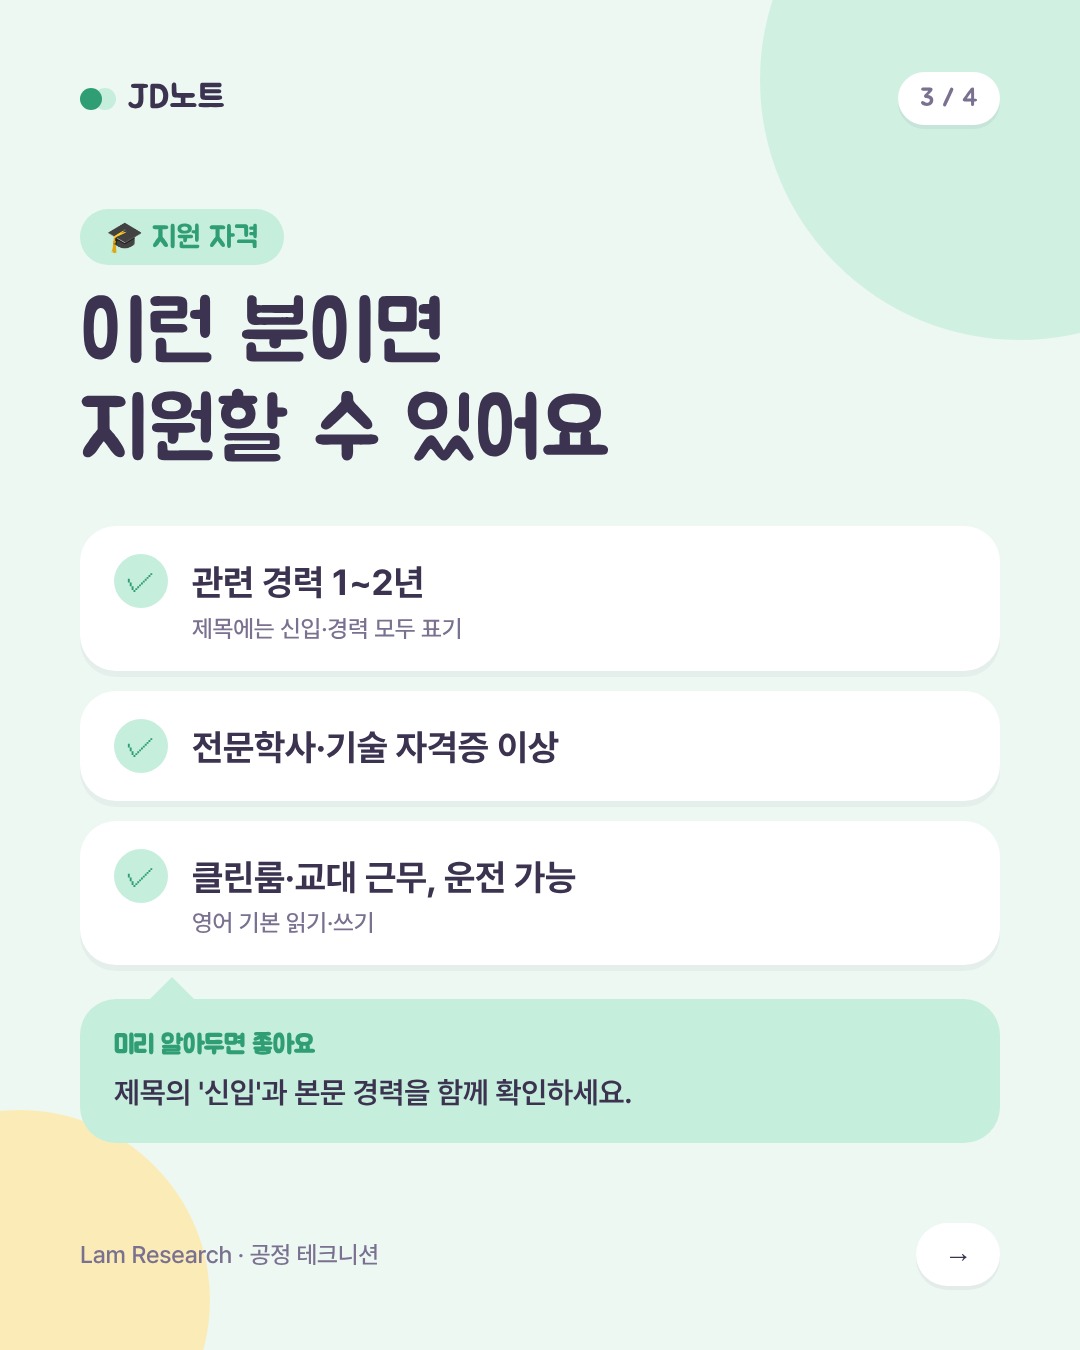 JD노트
3 / 4
🎓 지원 자격
이런 분이면
지원할 수 있어요
✓ 관련 경력 1~2년
제목에는 신입·경력 모두 표기
✓ 전문학사·기술 자격증 이상
✓ 클린룸·교대 근무, 운전 가능
영어 기본 읽기·쓰기
미리 알아두면 좋아요
제목의 '신입'과 본문 경력을 함께 확인하세요.
Lam Research · 공정 테크니션
→